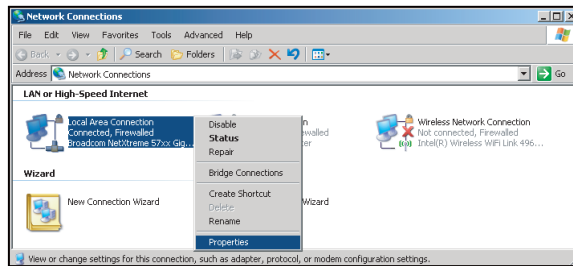 Network Connections
File Edit View Favorites Tools Advanced Help
Back Search Folders
Address Network Connections Go
LAN or High-Speed Internet
Local Area Connection
Connected, Firewalled
Broadcom NetXtreme 57xx Gig...
Disable
Status
Repair
Bridge Connections
Create Shortcut
Delete
Rename
Properties
Wireless Network Connection
Not connected, Firewalled
Intel(R) Wireless WiFi Link 496...
Wizard
New Connection Wizard
Wizard
View or change settings for this connection, such as adapter, protocol, or modem configuration settings.